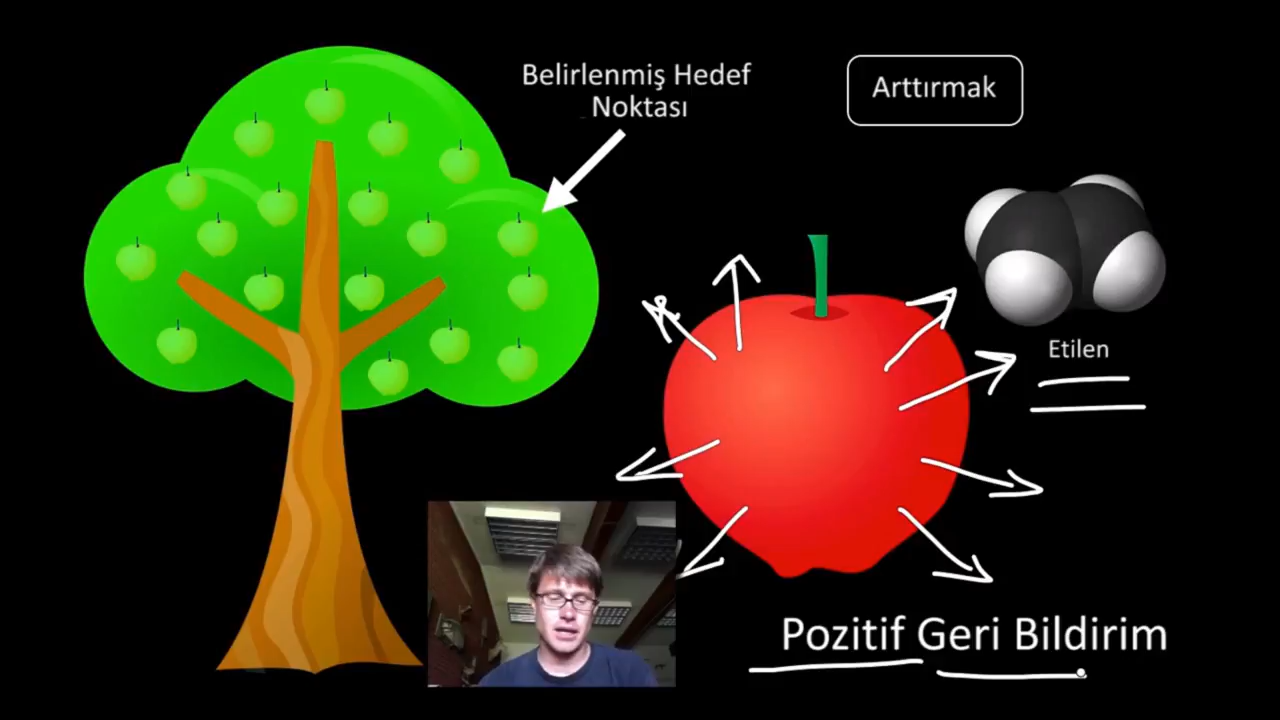 Belirlenmiş Hedef
Noktası
Arttırmak
Etilen
Pozitif Geri Bildirim